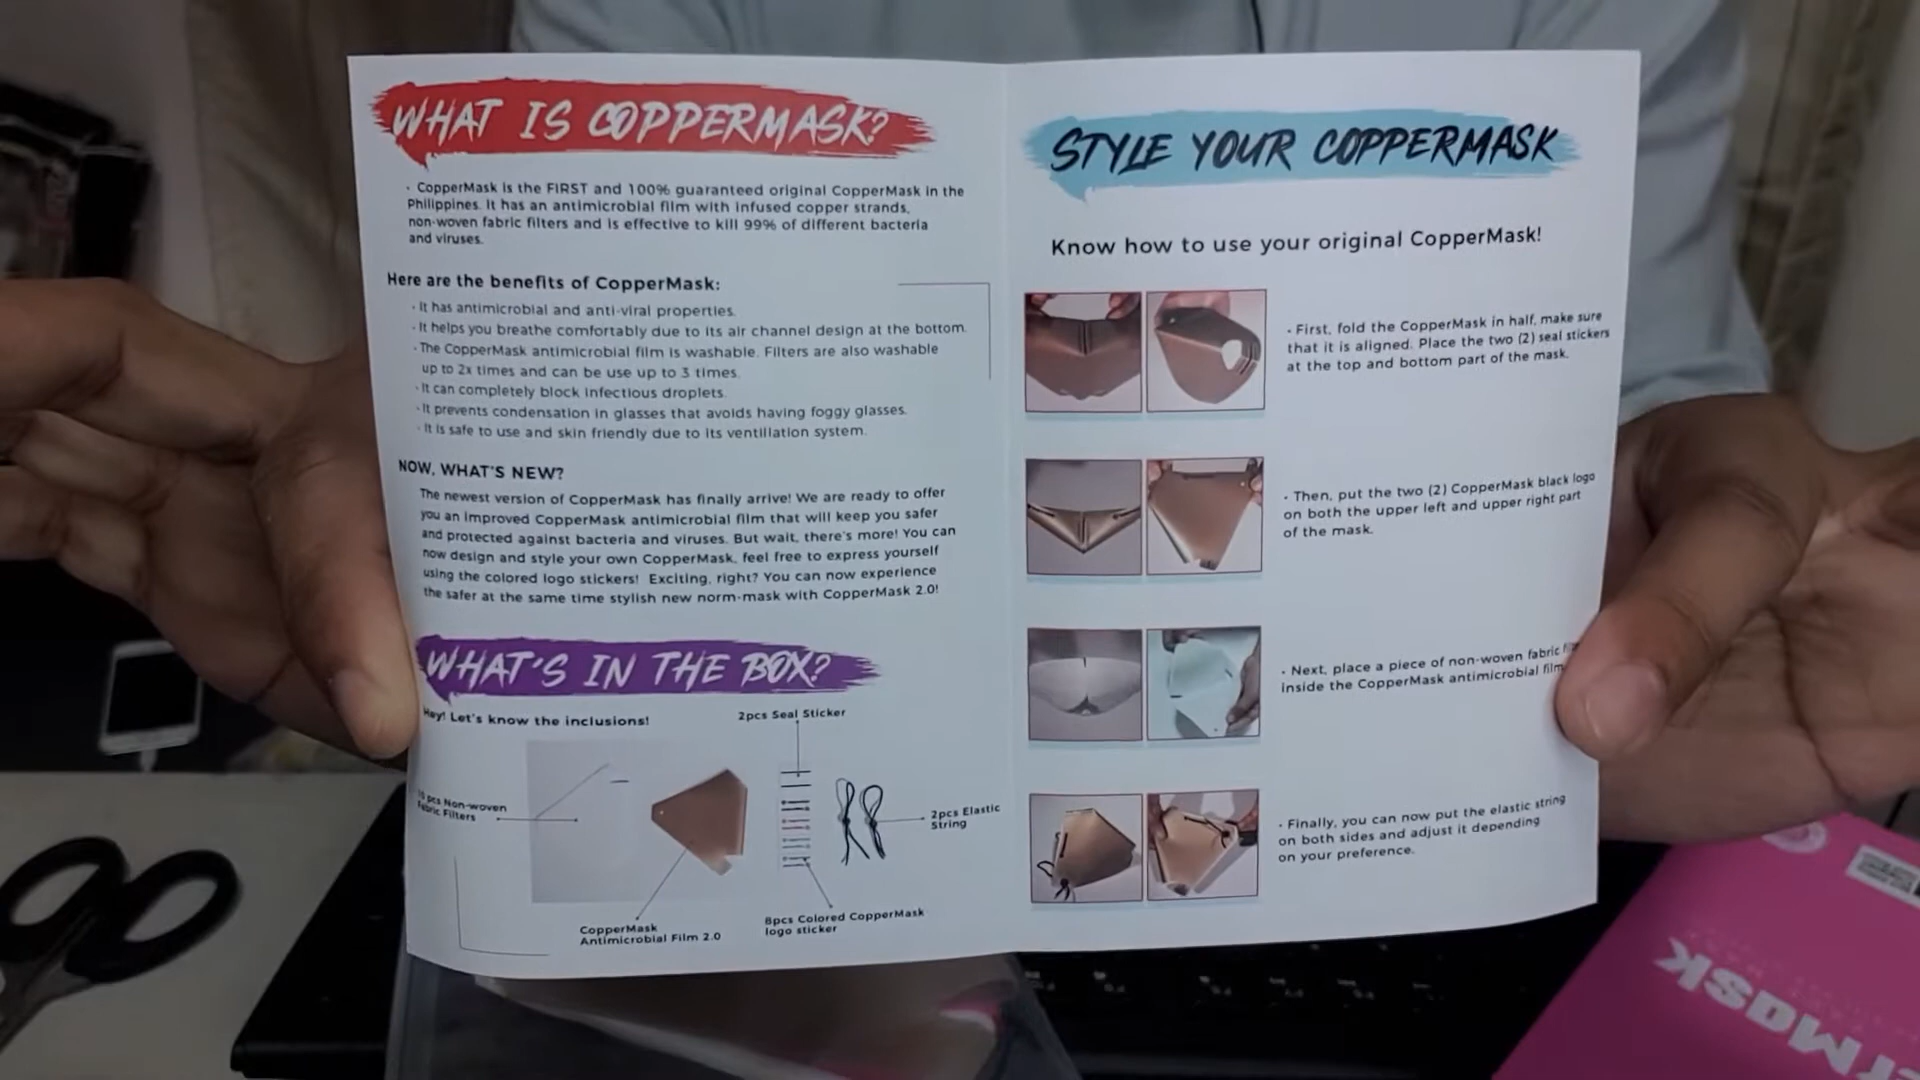 WHAT IS COPPERMASK?
• CopperMask is the FIRST and 100% guaranteed original CopperMask in the
Philippines. It has an antimicrobial film with infused copper strands,
non-woven fabric filters and is effective to kill 99% of different bacteria
and viruses.
Here are the benefits of CopperMask:
• It has antimicrobial and anti-viral properties.
• It helps you breathe comfortably due to its air channel design at the bottom.
• The CopperMask antimicrobial film is washable. Filters are also washable
up to 2x times and can be use up to 3 times.
• It can completely block infectious droplets.
• It prevents condensation in glasses that avoids having foggy glasses.
• It is safe to use and skin friendly due to its ventillation system.
NOW, WHAT'S NEW?
The newest version of CopperMask has finally arrive! We are ready to offer
you an improved CopperMask antimicrobial film that will keep you safer
and protected against bacteria and viruses. But wait, there's more! You can
now design and style your own CopperMask, feel free to express yourself
using the colored logo stickers! Exciting, right? You can now experience
the safer at the same time stylish new norm-mask with CopperMask 2.0!
WHAT'S IN THE BOX?
Hey! Let's know the inclusions!
2pcs Seal Sticker
pcs Non-woven
Fabric Filters
2pcs Elastic
String
CopperMask
Antimicrobial Film 2.0
8pcs Colored CopperMask
logo sticker
STYLE YOUR COPPERMASK
Know how to use your original CopperMask!
• First, fold the CopperMask in half, make sure
that it is aligned. Place the two (2) seal stickers
at the top and bottom part of the mask.
• Then, put the two (2) CopperMask black logo
on both the upper left and upper right part
of the mask.
• Next, place a piece of non-woven fabric
inside the CopperMask antimicrobial film
• Finally, you can now put the elastic string
on both sides and adjust it depending
on your preference.
erMask